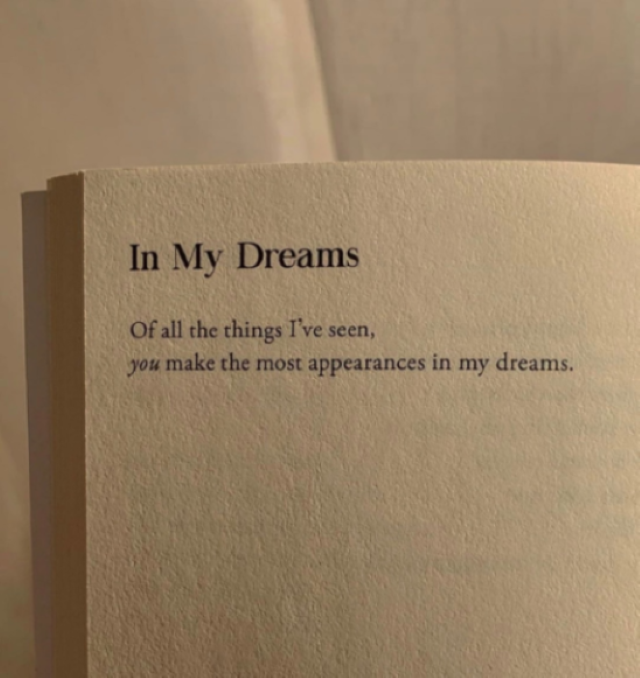 In My Dreams
Of all the things I've seen,
you make the most appearances in my dreams.